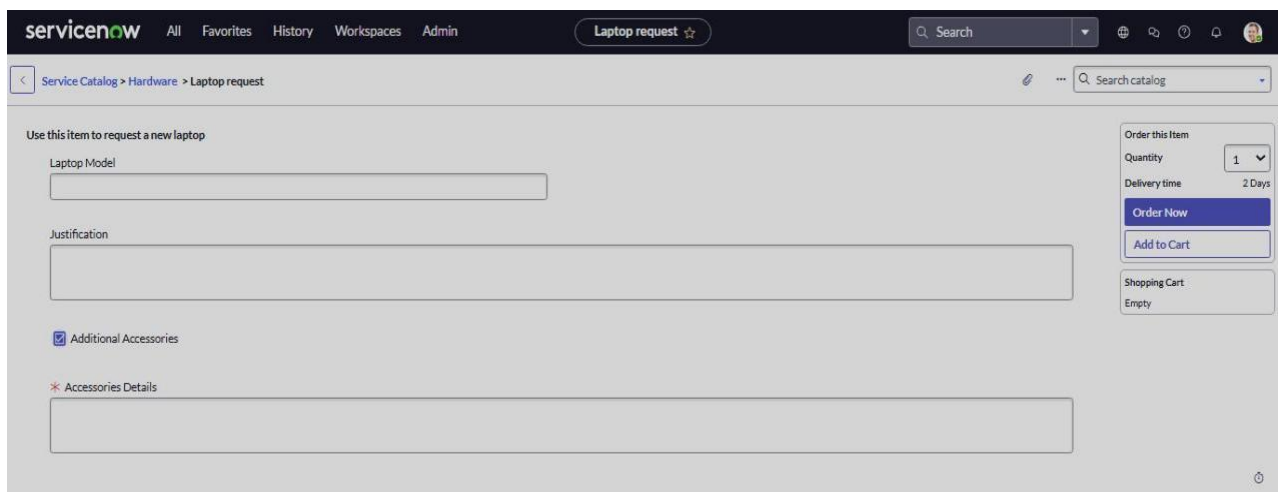 servicenow All Favorites History Workspaces Admin Laptop request Search
Service Catalog > Hardware > Laptop request Search catalog
Use this item to request a new laptop
Order this Item
Laptop Model
Quantity 1
Delivery time 2 Days
Order Now
Justification
Add to Cart
Shopping Cart
Empty
Additional Accessories
* Accessories Details